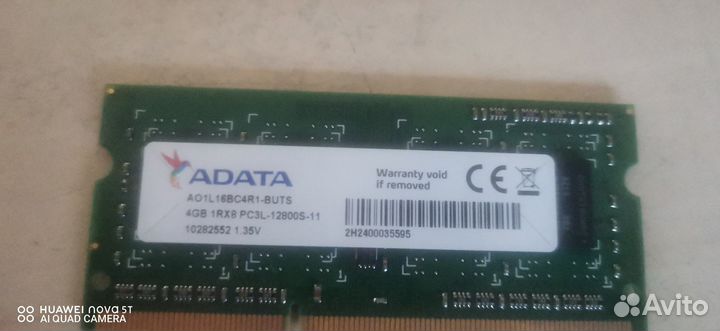 ADATA
AO1L16BC4R1-BUTS
4GB 1RX8 PC3L-12800S-11
10282552 1.35V
Warranty void
if removed
CE
2H2400035595
HUAWEI nova 5T
AI QUAD CAMERA
Avito